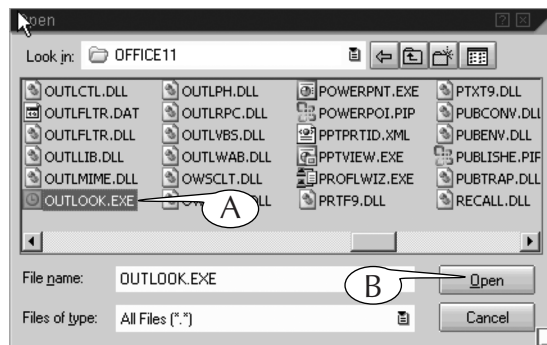 Open
Look in: OFFICE11
OUTLCTL.DLL OUTLPH.DLL POWERPNT.EXE PTXT9.DLL
OUTLFLTR.DAT OUTLRPC.DLL POWERPOI.PIP PUBCONV.DLL
OUTLFLTR.DLL OUTLVBS.DLL PPTPRTID.XML PUBENV.DLL
OUTLLIB.DLL OUTLWAB.DLL PPTVIEW.EXE PUBLISHE.PIP
OUTLMIME.DLL OWSCLT.DLL PROFLWIZ.EXE PUBTRAP.DLL
OUTLOOK.EXE A PRTF9.DLL RECALL.DLL
File name: OUTLOOK.EXE B Open
Files of type: All Files (*.*) Cancel